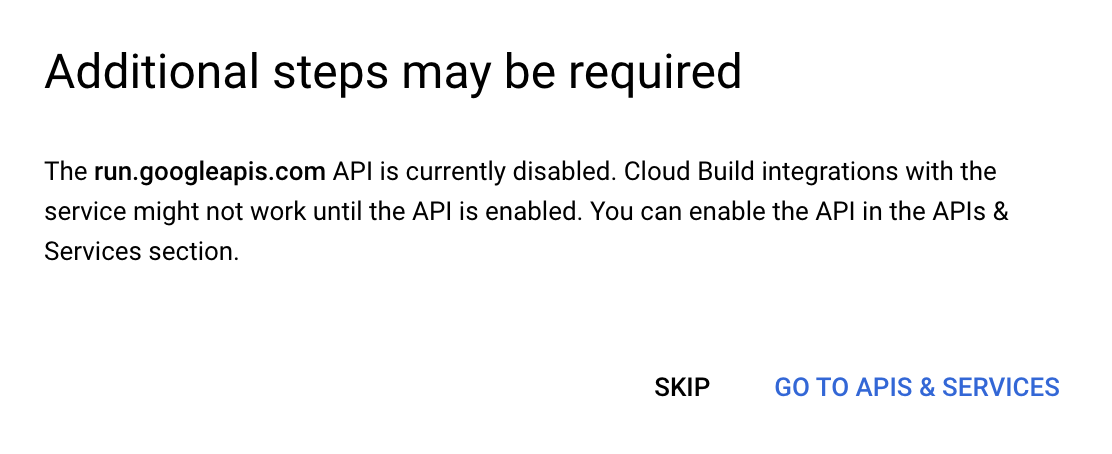 Additional steps may be required
The run.googleapis.com API is currently disabled. Cloud Build integrations with the
service might not work until the API is enabled. You can enable the API in the APIs &
Services section.
SKIP GO TO APIS & SERVICES